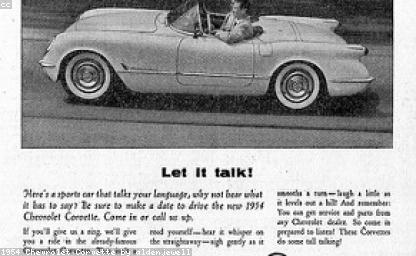 cc
Let it talk!
Here's a sports car that talks your language, why not hear what
it has to say? Be sure to make a date to drive the new 1954
Chevrolet Corvette. Come in or call us up.
If you'll give us a ring, we'll give
you a ride in the already-famous
road yourself—hear it whisper on
the straightaway—sigh gently as it
smooths a turn—laugh a little as
it levels out a hill! And remember:
You can get service and parts from
any Chevrolet dealer. So come in
prepared to listen! These Corvettes
do some tall talking!
1954 Chevrolet Corvette